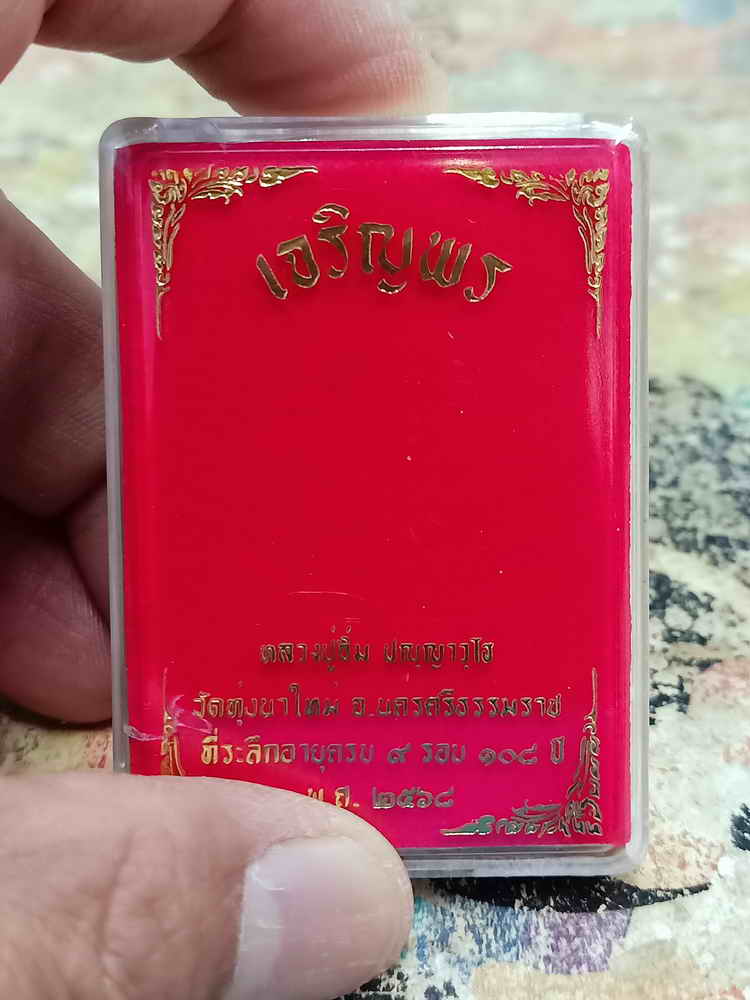 เจริญพร
หลวงปู่ยิ้ม ปญฺญาวุโธ
วัดทุ่งนาใหม่ อ.นครศรีธรรมราช
ที่ระลึกอายุครบ ๙ รอบ ๑๐๘ ปี
พ.ศ. ๒๕๖๘